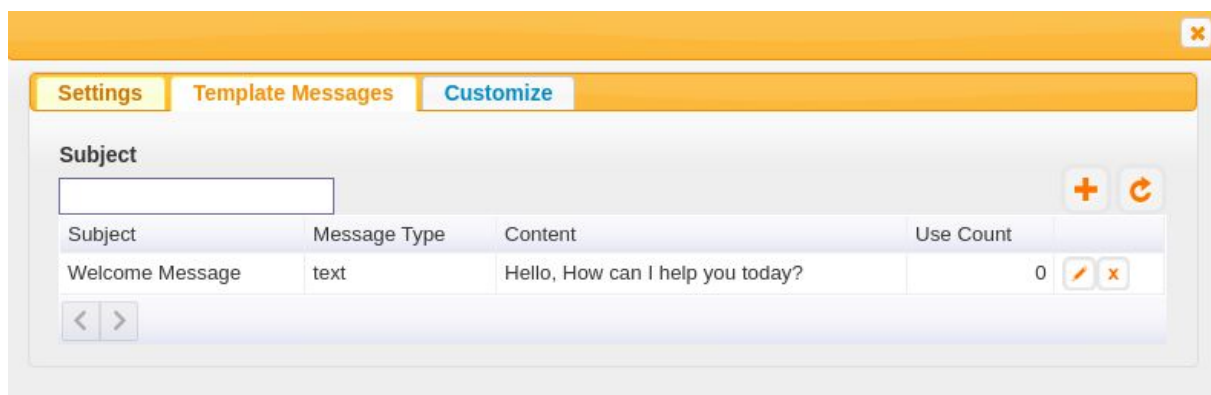 Settings Template Messages Customize
Subject
Subject Message Type Content Use Count
Welcome Message text Hello, How can I help you today? 0